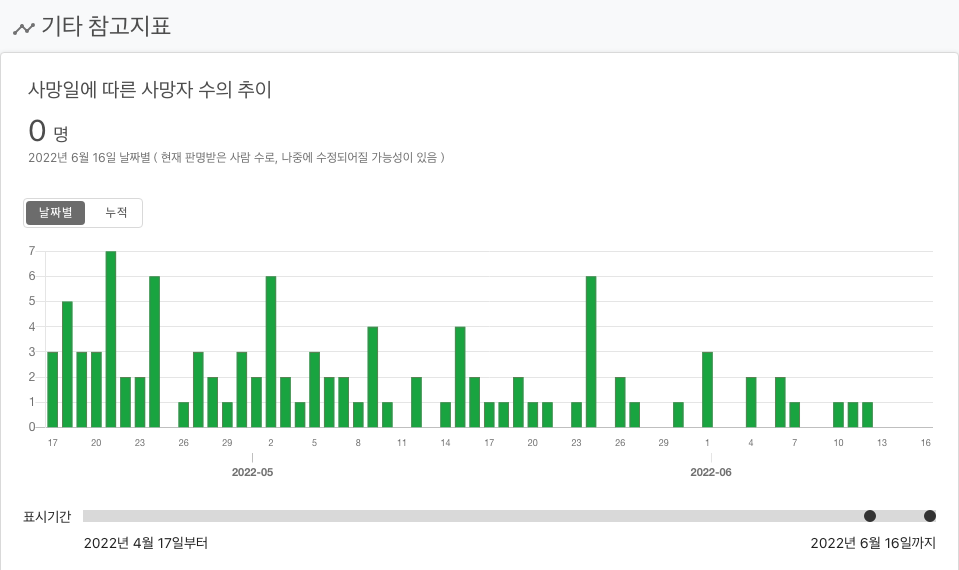 기타 참고지표
사망일에 따른 사망자 수의 추이
0 명
2022년 6월 16일 날짜별 ( 현재 판명받은 사람 수로, 나중에 수정되어질 가능성이 있음 )
날짜별 누적
7
6
5
4
3
2
1
0
17 20 23 26 29 2 5 8 11 14 17 20 23 26 29 1 4 7 10 13 16
2022-05 2022-06
표시기간
2022년 4월 17일부터 2022년 6월 16일까지